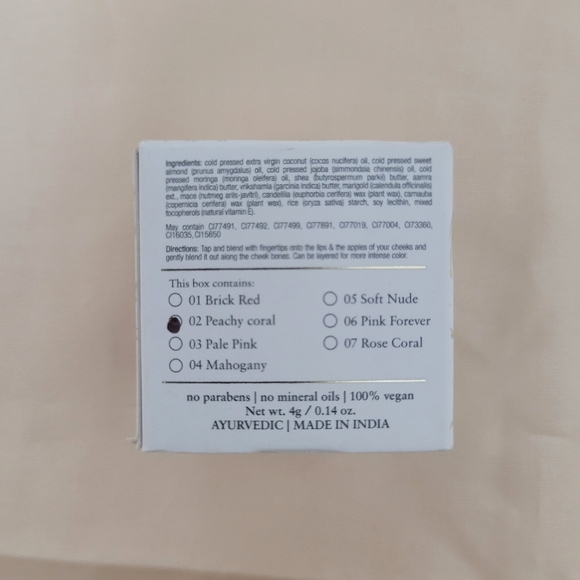 Ingredients: cold pressed extra virgin coconut (cocos nucifera) oil, cold pressed sweet
almond (prunus amygdalus) oil, cold pressed jojoba (simmondsia chinensis) oil, cold
pressed moringa (moringa oleifera) oil, shea (butyrospermum parkii) butter, aamra
(mangifera indica) butter, vrikshamla (garcinia indica) butter, marigold (calendula officinalis)
ext., mace (nutmeg arils-javitri), candelilla (euphorbia cerifera) wax (plant wax), carnauba
(copernicia cerifera) wax (plant wax), rice (oryza sativa) starch, soy lecithin, mixed
tocopherols (natural vitamin E).
May contain CI77491, CI77492, CI77499, CI77891, CI77019, CI77004, CI73360,
CI16035, CI15850
Directions: Tap and blend with fingertips onto the lips & the apples of your cheeks and
gently blend it out along the cheek bones. Can be layered for more intense color.
This box contains:
01 Brick Red
02 Peachy coral
03 Pale Pink
04 Mahogany
05 Soft Nude
06 Pink Forever
07 Rose Coral
no parabens | no mineral oils | 100% vegan
Net wt. 4g / 0.14 oz.
AYURVEDIC | MADE IN INDIA